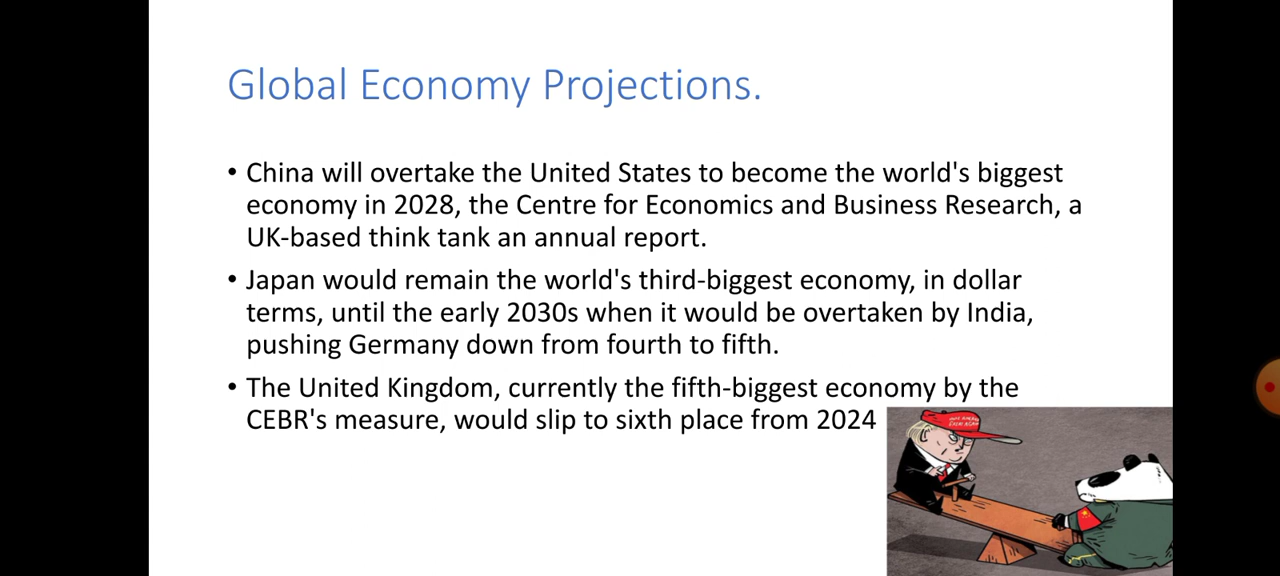 Global Economy Projections.
• China will overtake the United States to become the world's biggest
economy in 2028, the Centre for Economics and Business Research, a
UK-based think tank an annual report.
• Japan would remain the world's third-biggest economy, in dollar
terms, until the early 2030s when it would be overtaken by India,
pushing Germany down from fourth to fifth.
• The United Kingdom, currently the fifth-biggest economy by the
CEBR's measure, would slip to sixth place from 2024